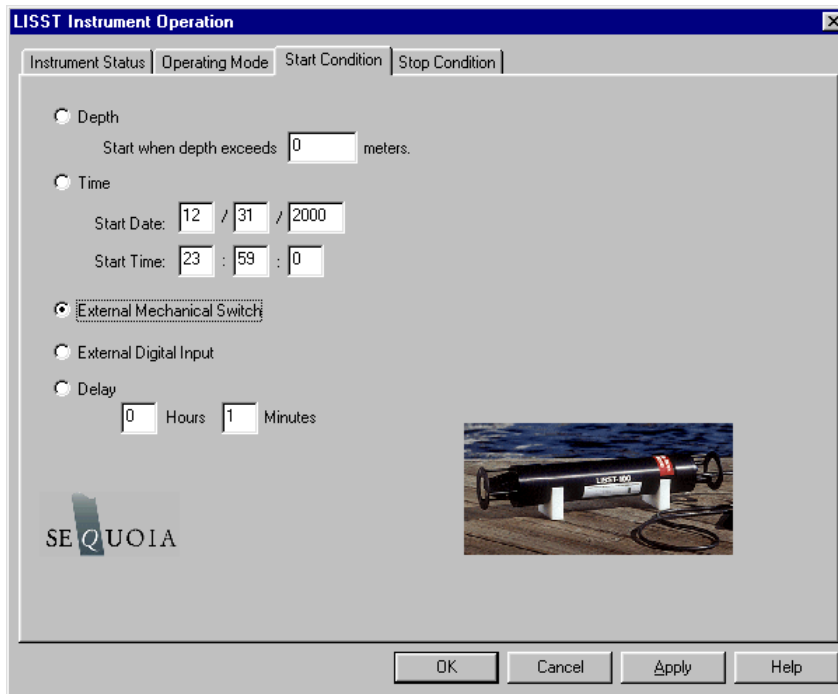 LISST Instrument Operation
Instrument Status Operating Mode Start Condition Stop Condition
Depth
Start when depth exceeds 0 meters.
Time
Start Date: 12 / 31 / 2000
Start Time: 23 : 59 : 0
External Mechanical Switch
External Digital Input
Delay
0 Hours 1 Minutes
LISST-100
SEQUOIA
OK Cancel Apply Help